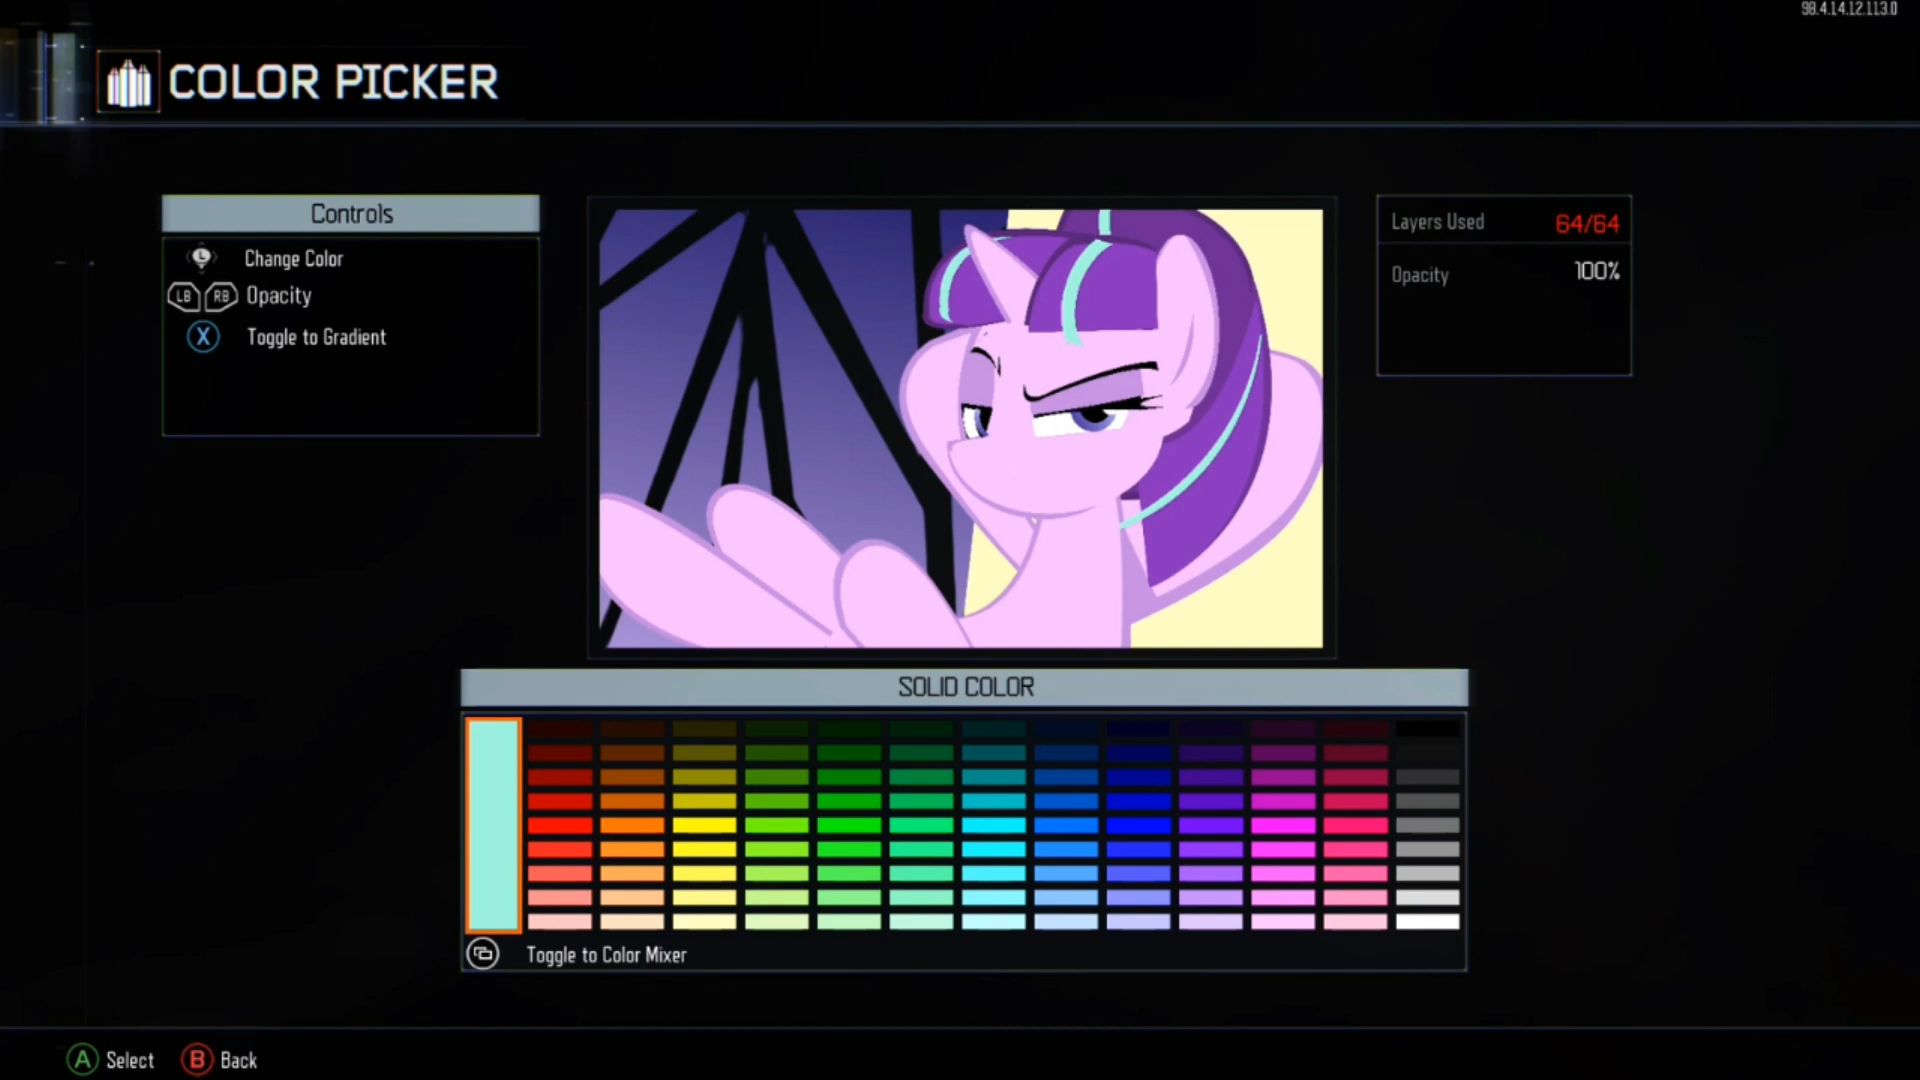 98.4.14.12.113.0
COLOR PICKER
Controls
L Change Color
LB RB Opacity
X Toggle to Gradient
Layers Used 64/64
Opacity 100%
SOLID COLOR
Toggle to Color Mixer
A Select B Back